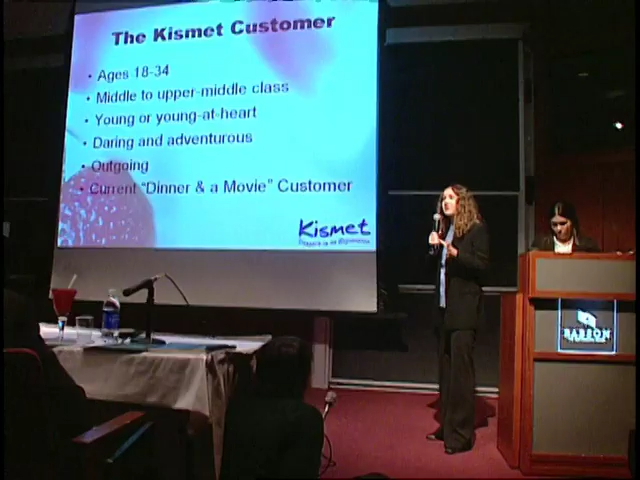 The Kismet Customer
• Ages 18-34
• Middle to upper-middle class
• Young or young-at-heart
• Daring and adventurous
• Outgoing
• Current "Dinner & a Movie" Customer
Kismet
BABSON